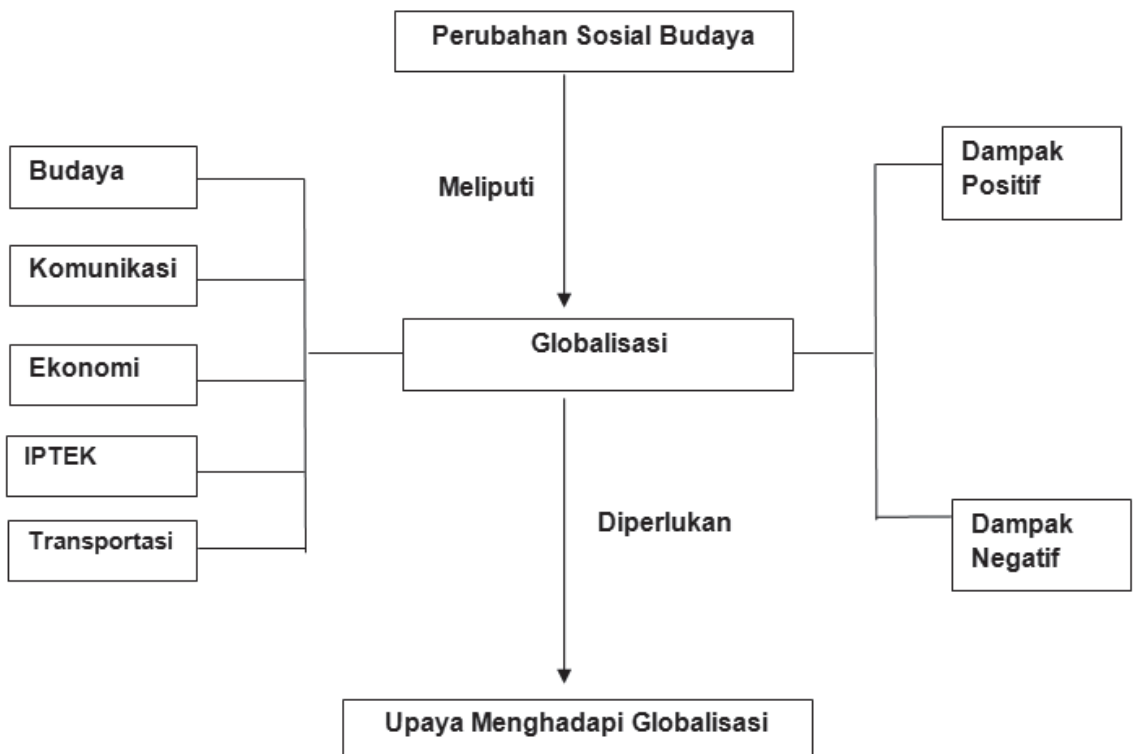 Perubahan Sosial Budaya
Meliputi
Budaya
Komunikasi
Ekonomi
IPTEK
Transportasi
Globalisasi
Dampak
Positif
Dampak
Negatif
Diperlukan
Upaya Menghadapi Globalisasi